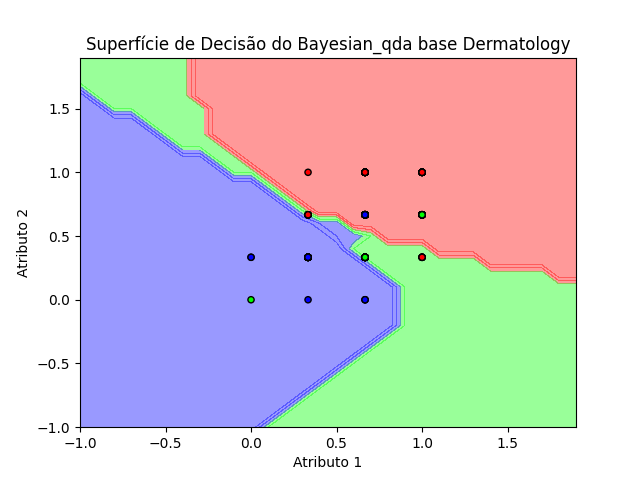 Superfície de Decisão do Bayesian_qda base Dermatology
Atributo 2
1.5
1.0
0.5
0.0
−0.5
−1.0
−1.0 −0.5 0.0 0.5 1.0 1.5
Atributo 1